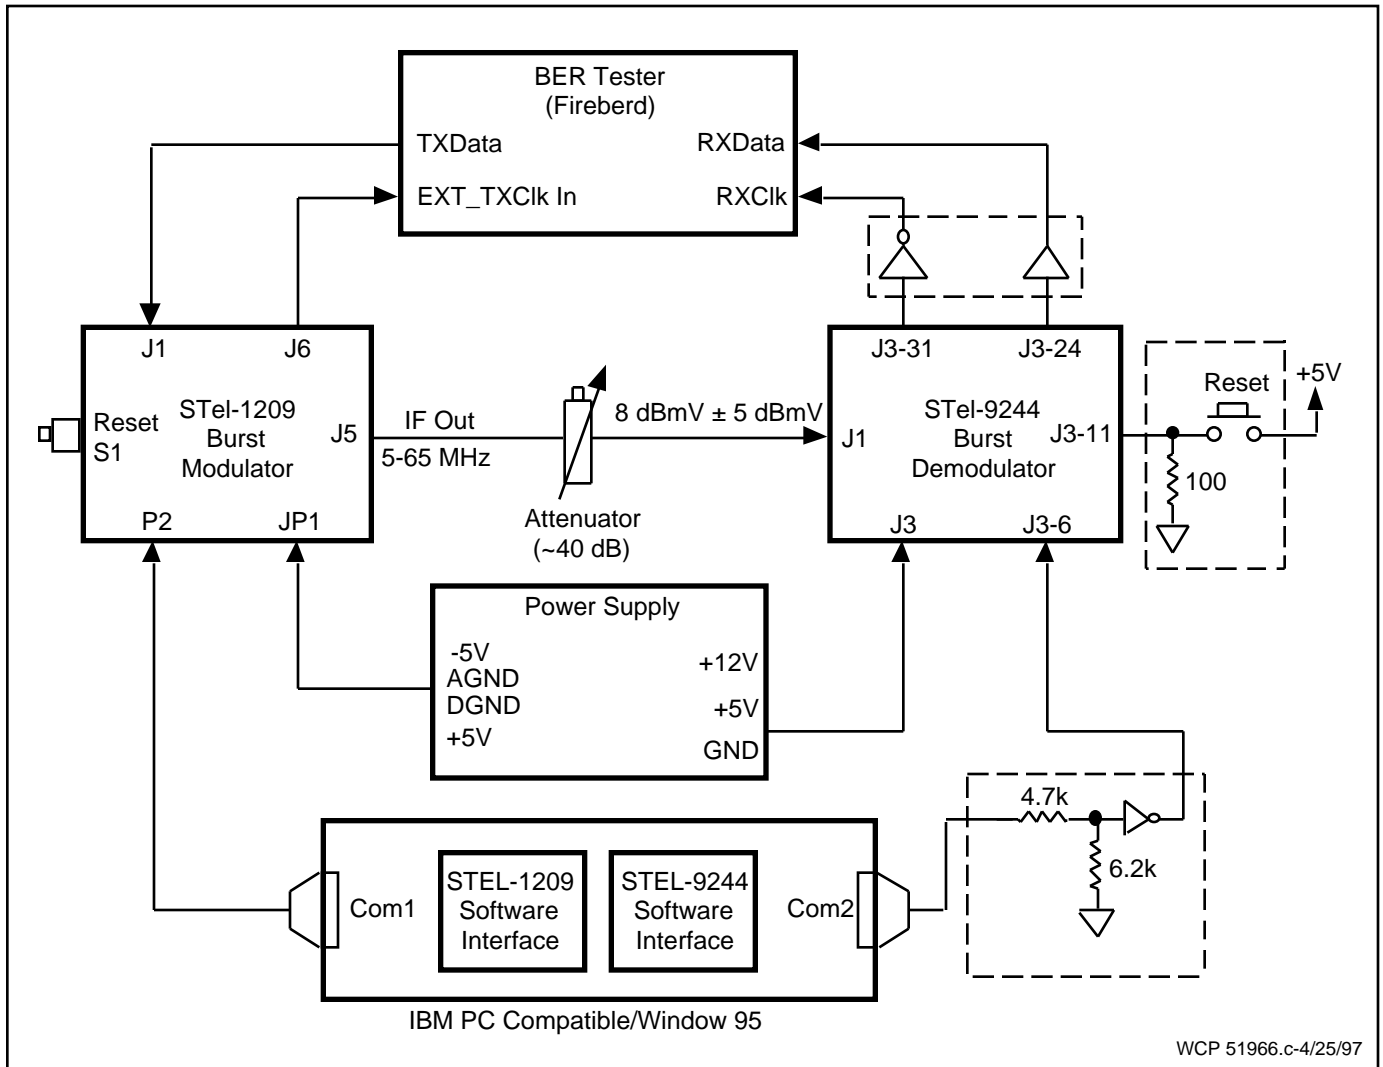 BER Tester
(Fireberd)
TXData
RXData
EXT_TXClk In
RXClk
J1
J6
Reset
S1
STel-1209
Burst
Modulator
J5
P2
JP1
IF Out
5-65 MHz
Attenuator
(~40 dB)
8 dBmV ± 5 dBmV
J3-31
J3-24
J1
STel-9244
Burst
Demodulator
J3-11
J3
J3-6
Reset
+5V
100
Power Supply
-5V
AGND
DGND
+5V
+12V
+5V
GND
4.7k
6.2k
Com1
STEL-1209
Software
Interface
STEL-9244
Software
Interface
Com2
IBM PC Compatible/Window 95
WCP 51966.c-4/25/97